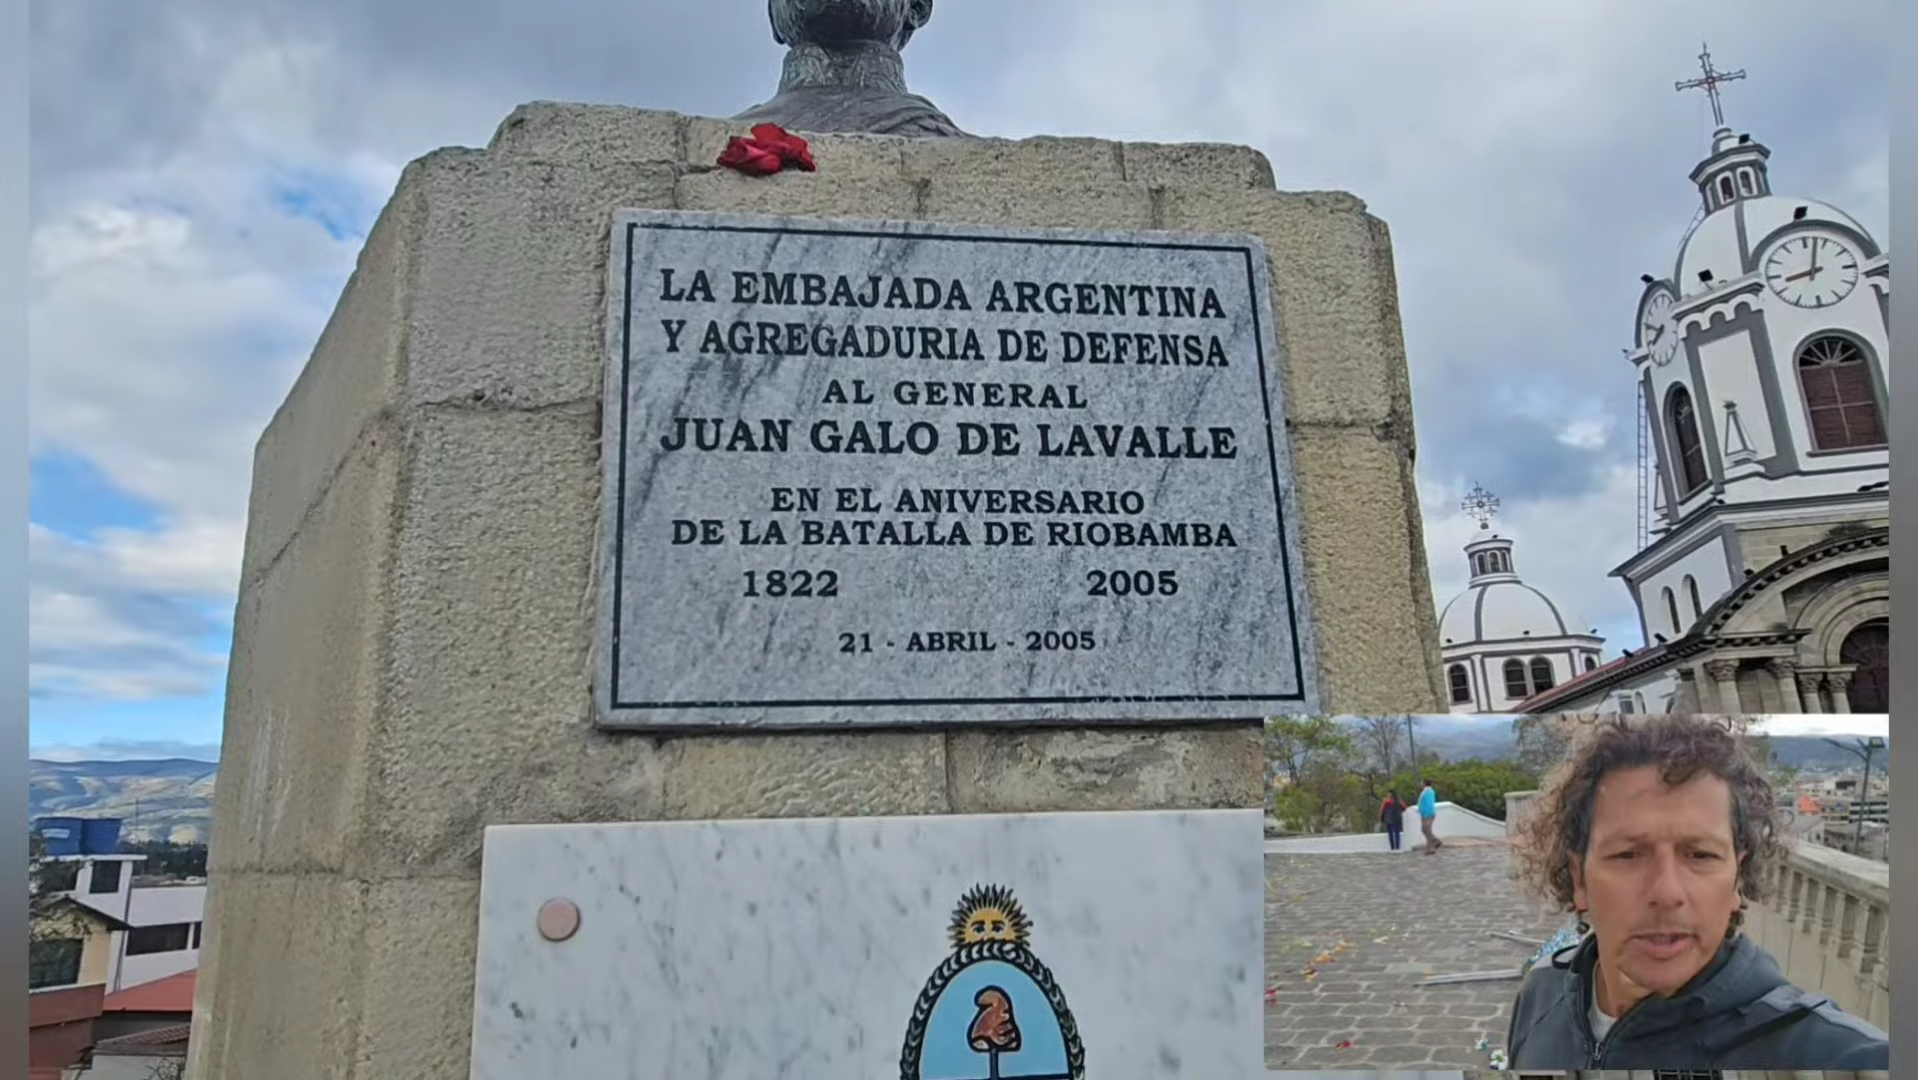 LA EMBAJADA ARGENTINA
Y AGREGADURIA DE DEFENSA
AL GENERAL
JUAN GALO DE LAVALLE
EN EL ANIVERSARIO
DE LA BATALLA DE RIOBAMBA
1822 2005
21 - ABRIL - 2005